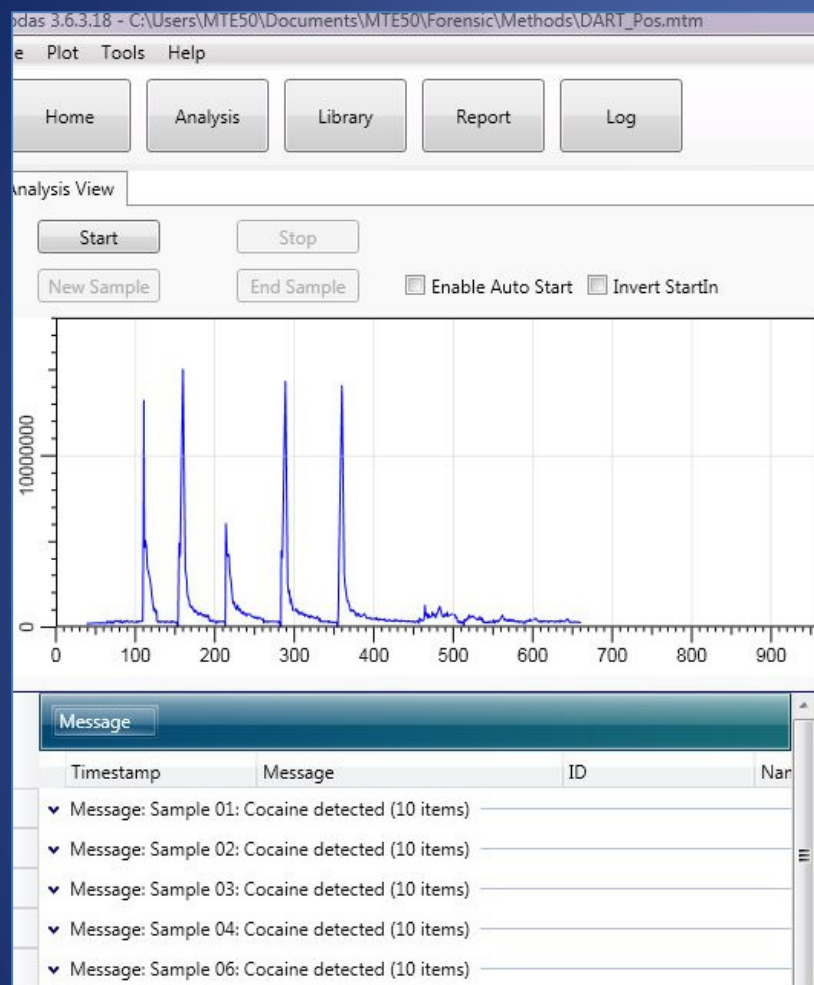 odas 3.6.3.18 - C:\Users\MTE50\Documents\MTE50\Forensic\Methods\DART_Pos.mtm
e Plot Tools Help
Home Analysis Library Report Log
Analysis View
Start Stop
New Sample End Sample Enable Auto Start Invert StartIn
10000000
0
0 100 200 300 400 500 600 700 800 900
Message
Timestamp Message ID Nar
Message: Sample 01: Cocaine detected (10 items)
Message: Sample 02: Cocaine detected (10 items)
Message: Sample 03: Cocaine detected (10 items)
Message: Sample 04: Cocaine detected (10 items)
Message: Sample 06: Cocaine detected (10 items)